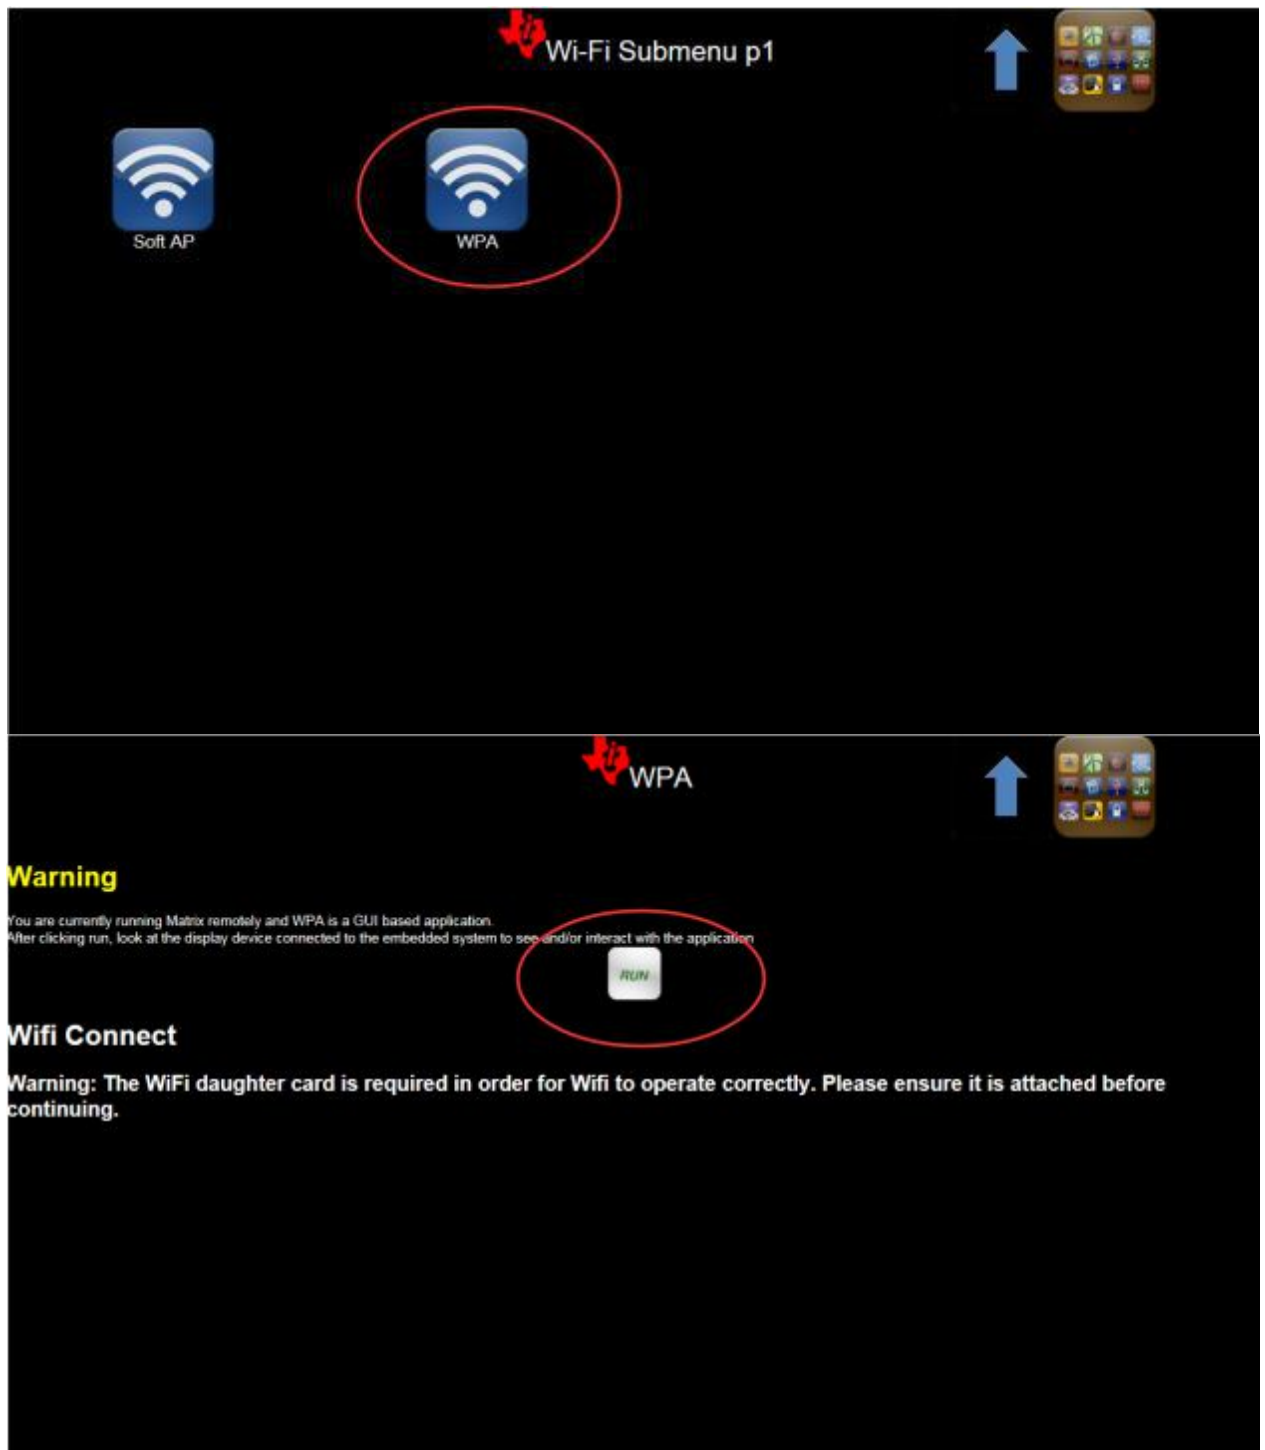 Wi-Fi Submenu p1
Soft AP
WPA
WPA
Warning
You are currently running Matrix remotely and WPA is a GUI based application.
After clicking run, look at the display device connected to the embedded system to see and/or interact with the application
RUN
Wifi Connect
Warning: The WiFi daughter card is required in order for Wifi to operate correctly. Please ensure it is attached before
continuing.